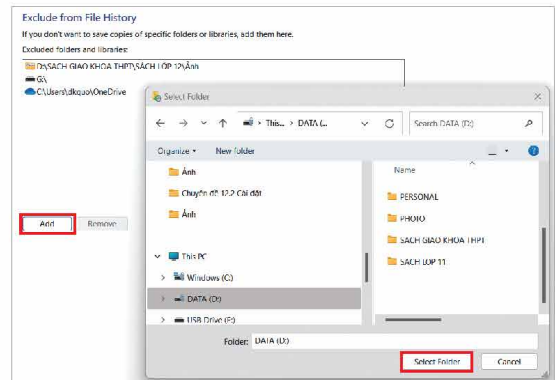 Exclude from File History
If you don't want to save copies of specific folders or libraries, add them here.
Excluded folders and libraries:
D:\SACH GIAO KHOA THPT\SÁCH LỚP 12\Ảnh
G:\
C:\Users\dkquo\OneDrive
Add
Remove
Select Folder
This... > DATA (...
Search DATA (D:)
Organize
New folder
Ảnh
Chuyên đề 12.2 Cài đặt
Ảnh
This PC
Windows (C:)
DATA (D:)
USB Drive (F:)
Name
PERSONAL
PHOTO
SACH GIAO KHOA THPT
SACH LOP 11
Folder: DATA (D:)
Select Folder
Cancel